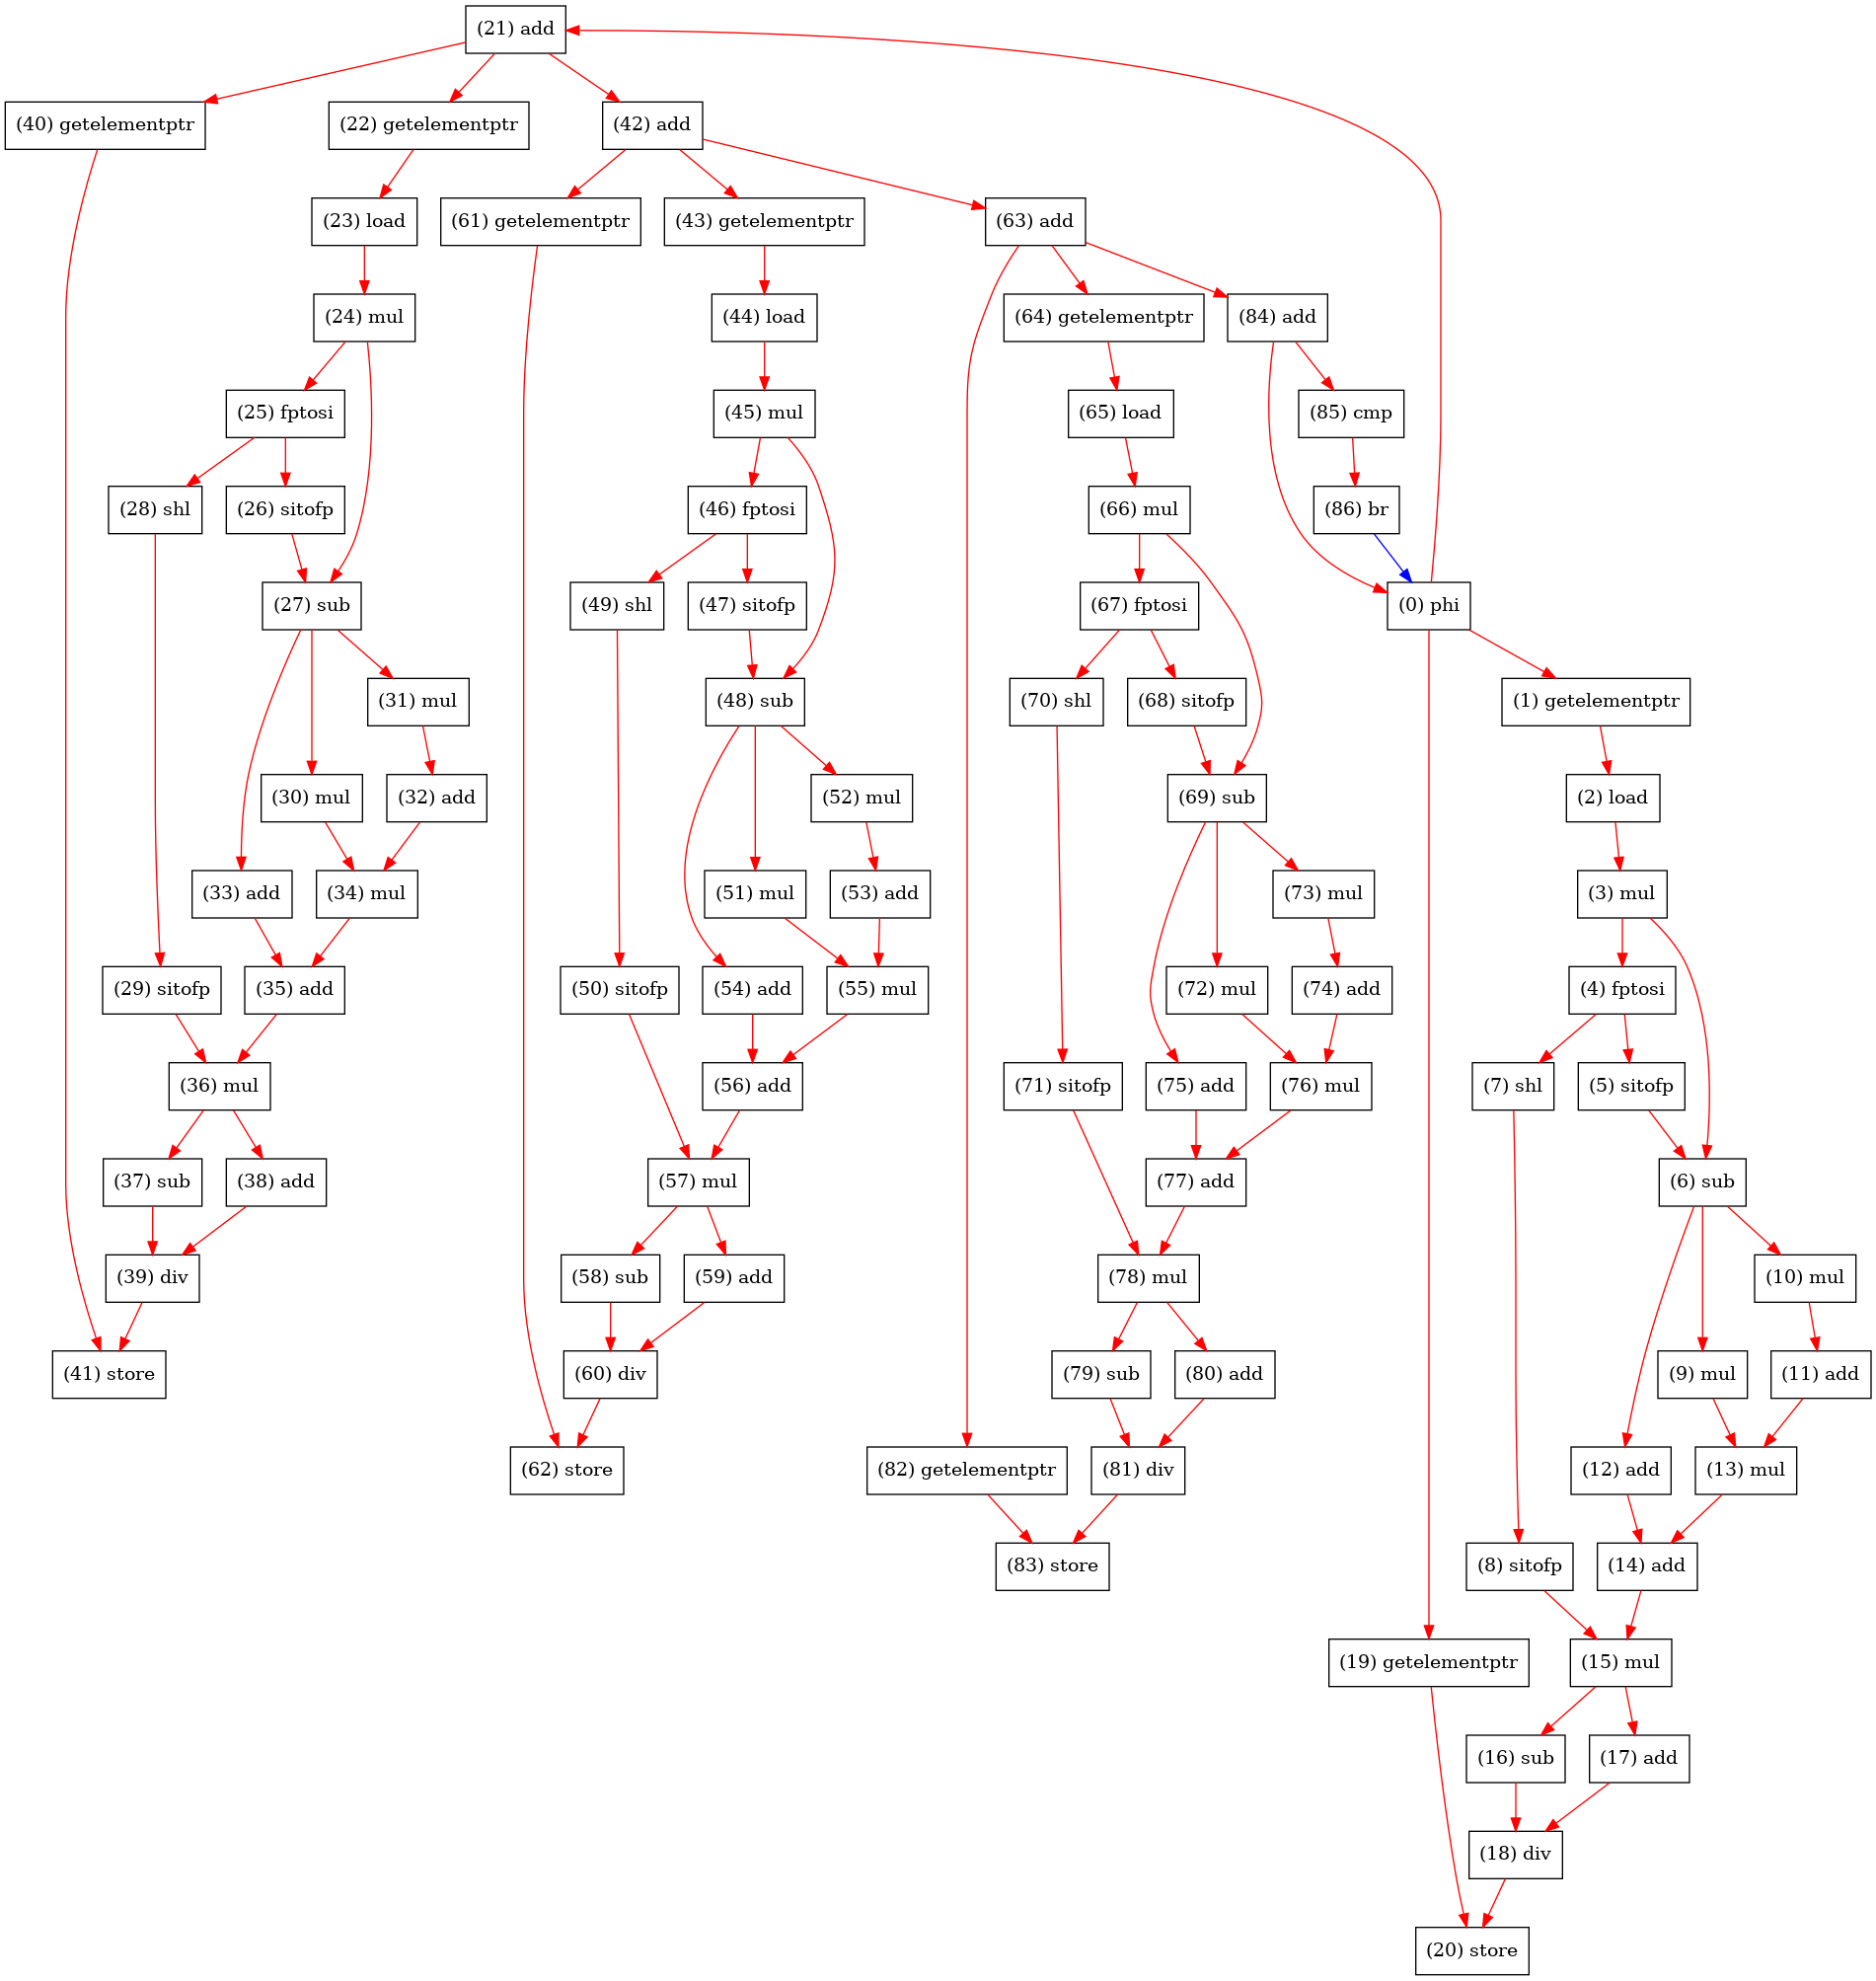 (21) add
(40) getelementptr
(22) getelementptr
(42) add
(23) load
(61) getelementptr
(43) getelementptr
(63) add
(24) mul
(44) load
(64) getelementptr
(84) add
(25) fptosi
(45) mul
(65) load
(85) cmp
(28) shl
(26) sitofp
(46) fptosi
(66) mul
(86) br
(27) sub
(49) shl
(47) sitofp
(67) fptosi
(0) phi
(31) mul
(48) sub
(70) shl
(68) sitofp
(1) getelementptr
(30) mul
(32) add
(52) mul
(69) sub
(2) load
(33) add
(34) mul
(51) mul
(53) add
(73) mul
(3) mul
(29) sitofp
(35) add
(50) sitofp
(54) add
(55) mul
(72) mul
(74) add
(4) fptosi
(36) mul
(56) add
(71) sitofp
(75) add
(76) mul
(7) shl
(5) sitofp
(37) sub
(38) add
(57) mul
(77) add
(6) sub
(39) div
(58) sub
(59) add
(78) mul
(10) mul
(41) store
(60) div
(79) sub
(80) add
(9) mul
(11) add
(62) store
(82) getelementptr
(81) div
(12) add
(13) mul
(83) store
(8) sitofp
(14) add
(19) getelementptr
(15) mul
(16) sub
(17) add
(18) div
(20) store